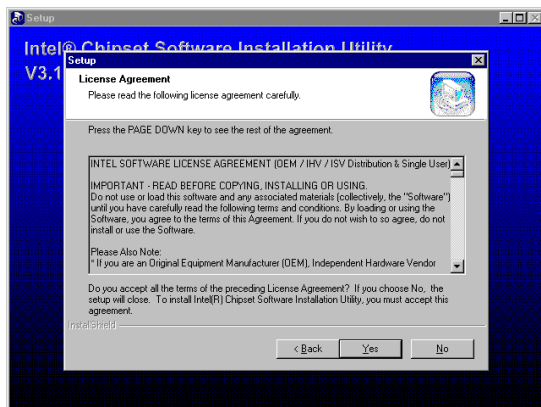 Setup
Intel® Chipset Software Installation Utility
V3.1
Setup
License Agreement
Please read the following license agreement carefully.
Press the PAGE DOWN key to see the rest of the agreement.
INTEL SOFTWARE LICENSE AGREEMENT (OEM / IHV / ISV Distribution & Single User)
IMPORTANT - READ BEFORE COPYING, INSTALLING OR USING.
Do not use or load this software and any associated materials (collectively, the "Software")
until you have carefully read the following terms and conditions. By loading or using the
Software, you agree to the terms of this Agreement. If you do not wish to so agree, do not
install or use the Software.
Please Also Note:
* If you are an Original Equipment Manufacturer (OEM), Independent Hardware Vendor
Do you accept all the terms of the preceding License Agreement? If you choose No, the
setup will close. To install Intel(R) Chipset Software Installation Utility, you must accept this
agreement.
InstallShield
< Back Yes No